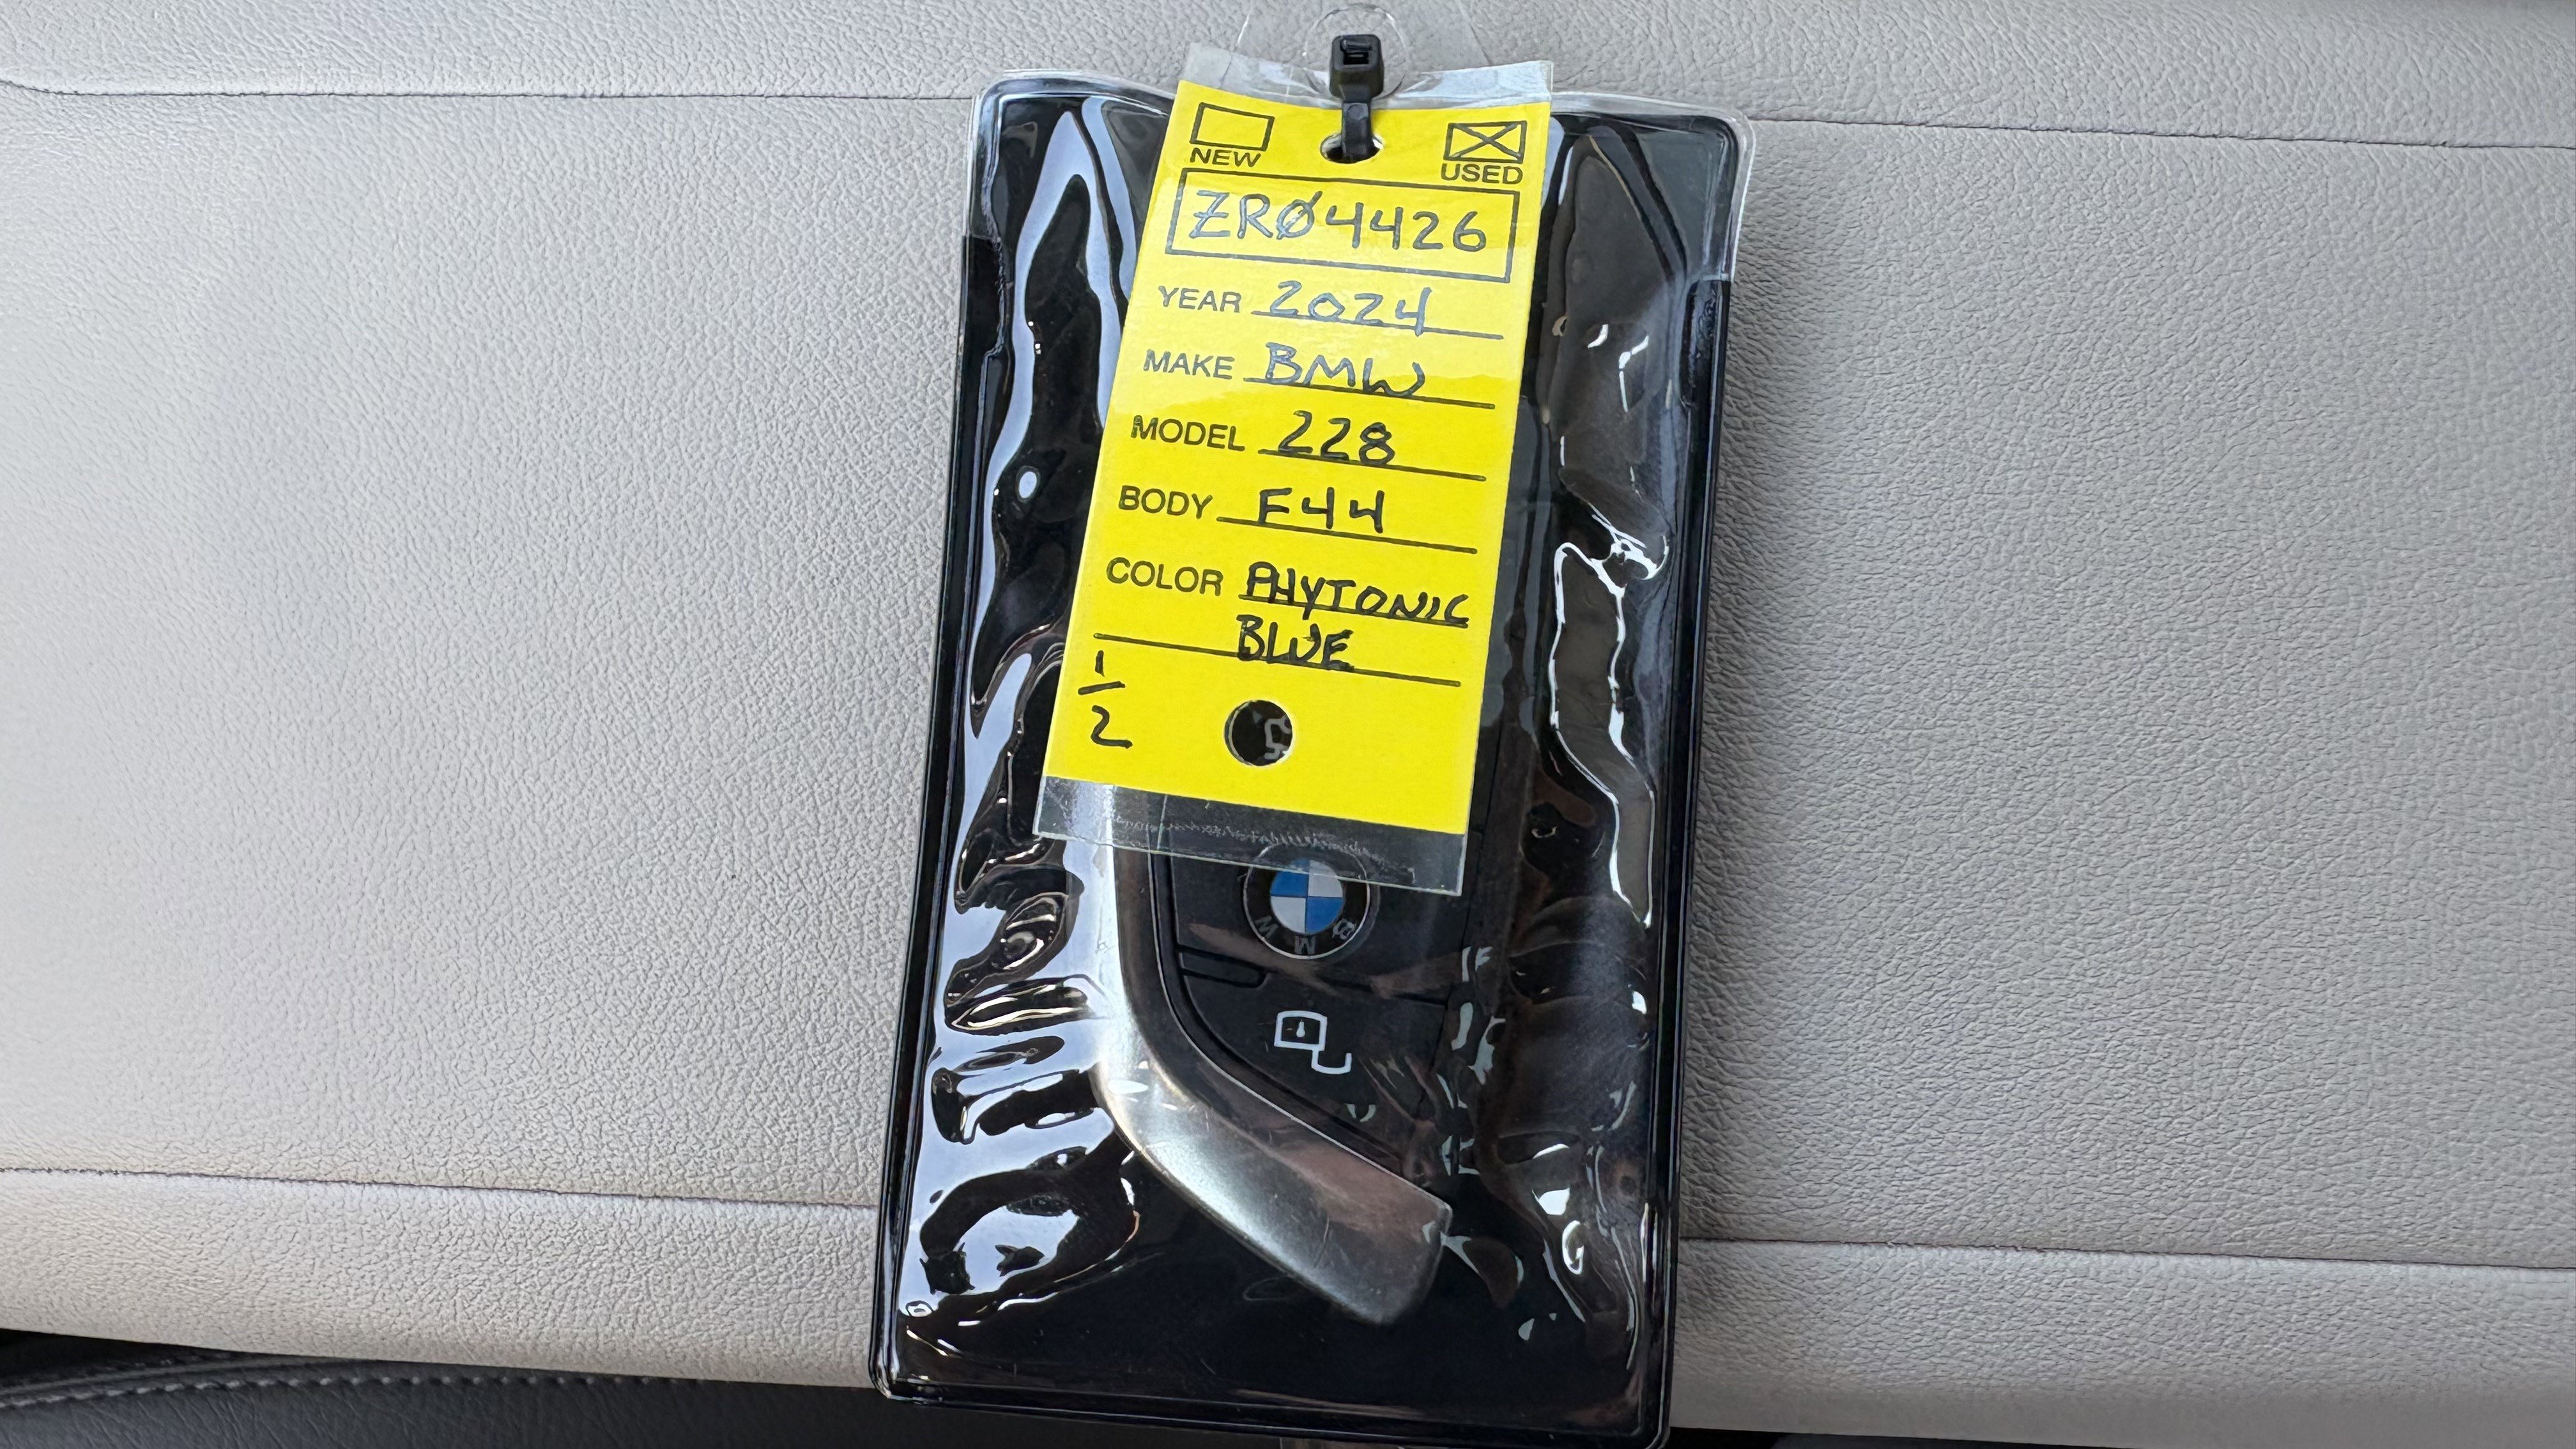 NEW USED
ZRØ4426
YEAR 2024
MAKE BMW
MODEL 228
BODY F44
COLOR PHYTONIC
BLUE
1/2
BMW